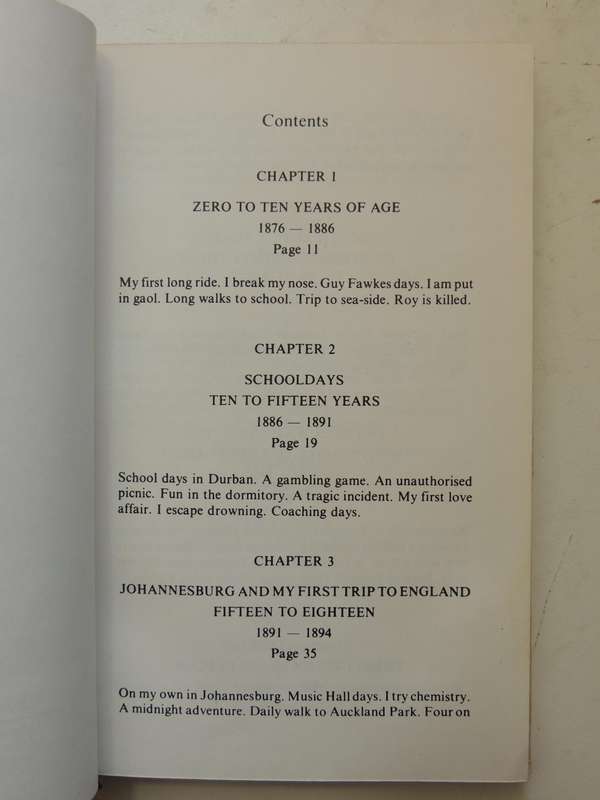 Contents
CHAPTER 1
ZERO TO TEN YEARS OF AGE
1876 — 1886
Page 11
My first long ride. I break my nose. Guy Fawkes days. I am put
in gaol. Long walks to school. Trip to sea-side. Roy is killed.
CHAPTER 2
SCHOOLDAYS
TEN TO FIFTEEN YEARS
1886 — 1891
Page 19
School days in Durban. A gambling game. An unauthorised
picnic. Fun in the dormitory. A tragic incident. My first love
affair. I escape drowning. Coaching days.
CHAPTER 3
JOHANNESBURG AND MY FIRST TRIP TO ENGLAND
FIFTEEN TO EIGHTEEN
1891 — 1894
Page 35
On my own in Johannesburg. Music Hall days. I try chemistry.
A midnight adventure. Daily walk to Auckland Park. Four on